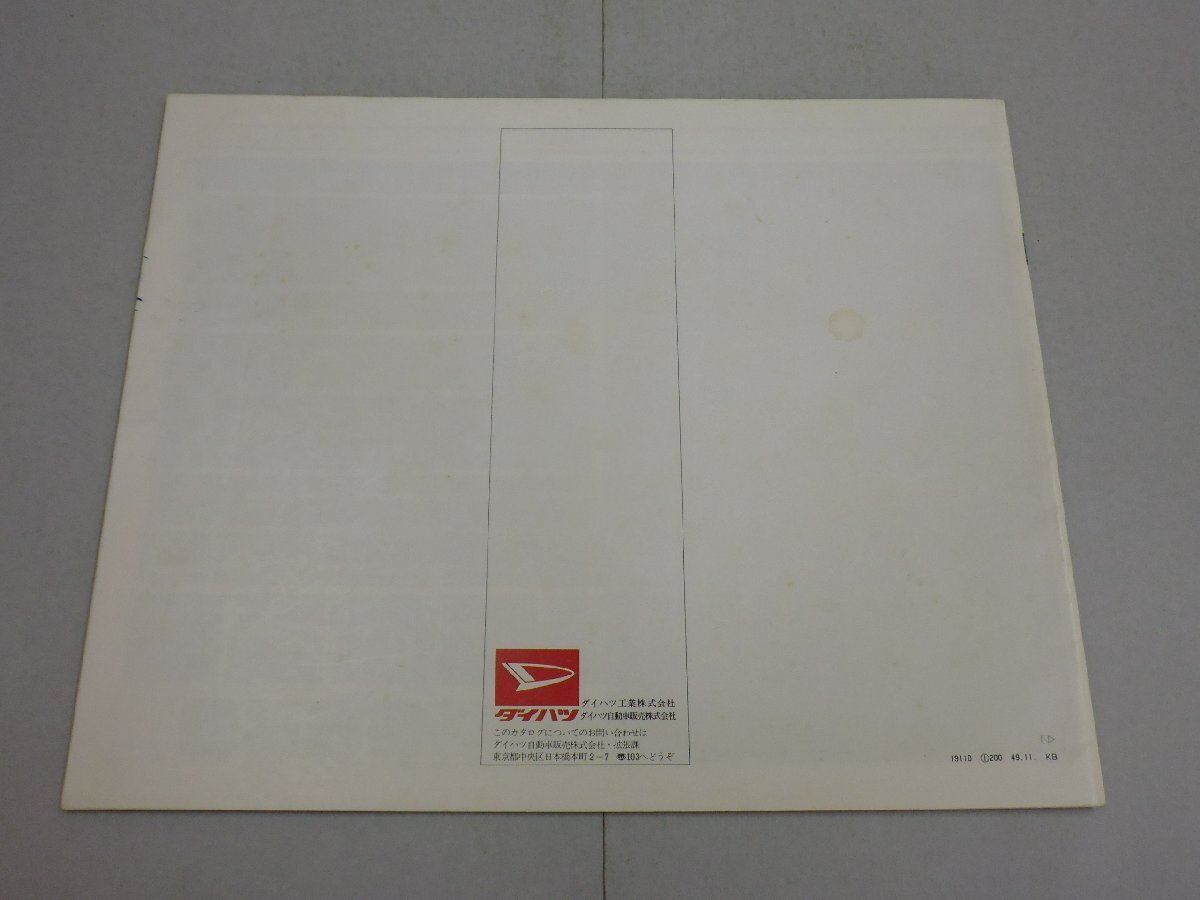 ダイハツ
ダイハツ工業株式会社
ダイハツ自動車販売株式会社
このカタログについてのお問い合わせは
ダイハツ自動車販売株式会社・拡張課
東京都中央区日本橋本町2-7 ☎103へどうぞ
19110 Ⓛ200 49.11. KB